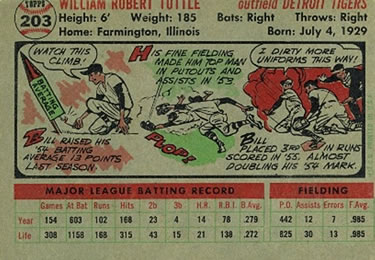 TOPPS
WILLIAM ROBERT TUTTLE outfield DETROIT TIGERS
203
Height: 6' Weight: 185 Bats: Right Throws: Right
Home: Farmington, Illinois Born: July 4, 1929
WATCH THIS CLIMB!
BATTING AVERAGE
BILL RAISED HIS '54 BATTING AVERAGE 13 POINTS LAST SEASON.
HIS FINE FIELDING MADE HIM TOP MAN IN PUTOUTS AND ASSISTS IN '53
PLOP!
I DIRTY MORE UNIFORMS THIS WAY!
BILL PLACED 3RD IN RUNS SCORED IN '55. ALMOST DOUBLING HIS '54 MARK.
MAJOR LEAGUE BATTING RECORD FIELDING
Games At Bat Runs Hits 2b 3b H.R. R.B.I. B.Avg. P.O. Assists Errors F.Avg.
Year 154 603 102 168 23 4 14 78 .279 442 12 7 .985
Life 308 1158 168 315 43 15 21 138 .272 825 30 13 .985